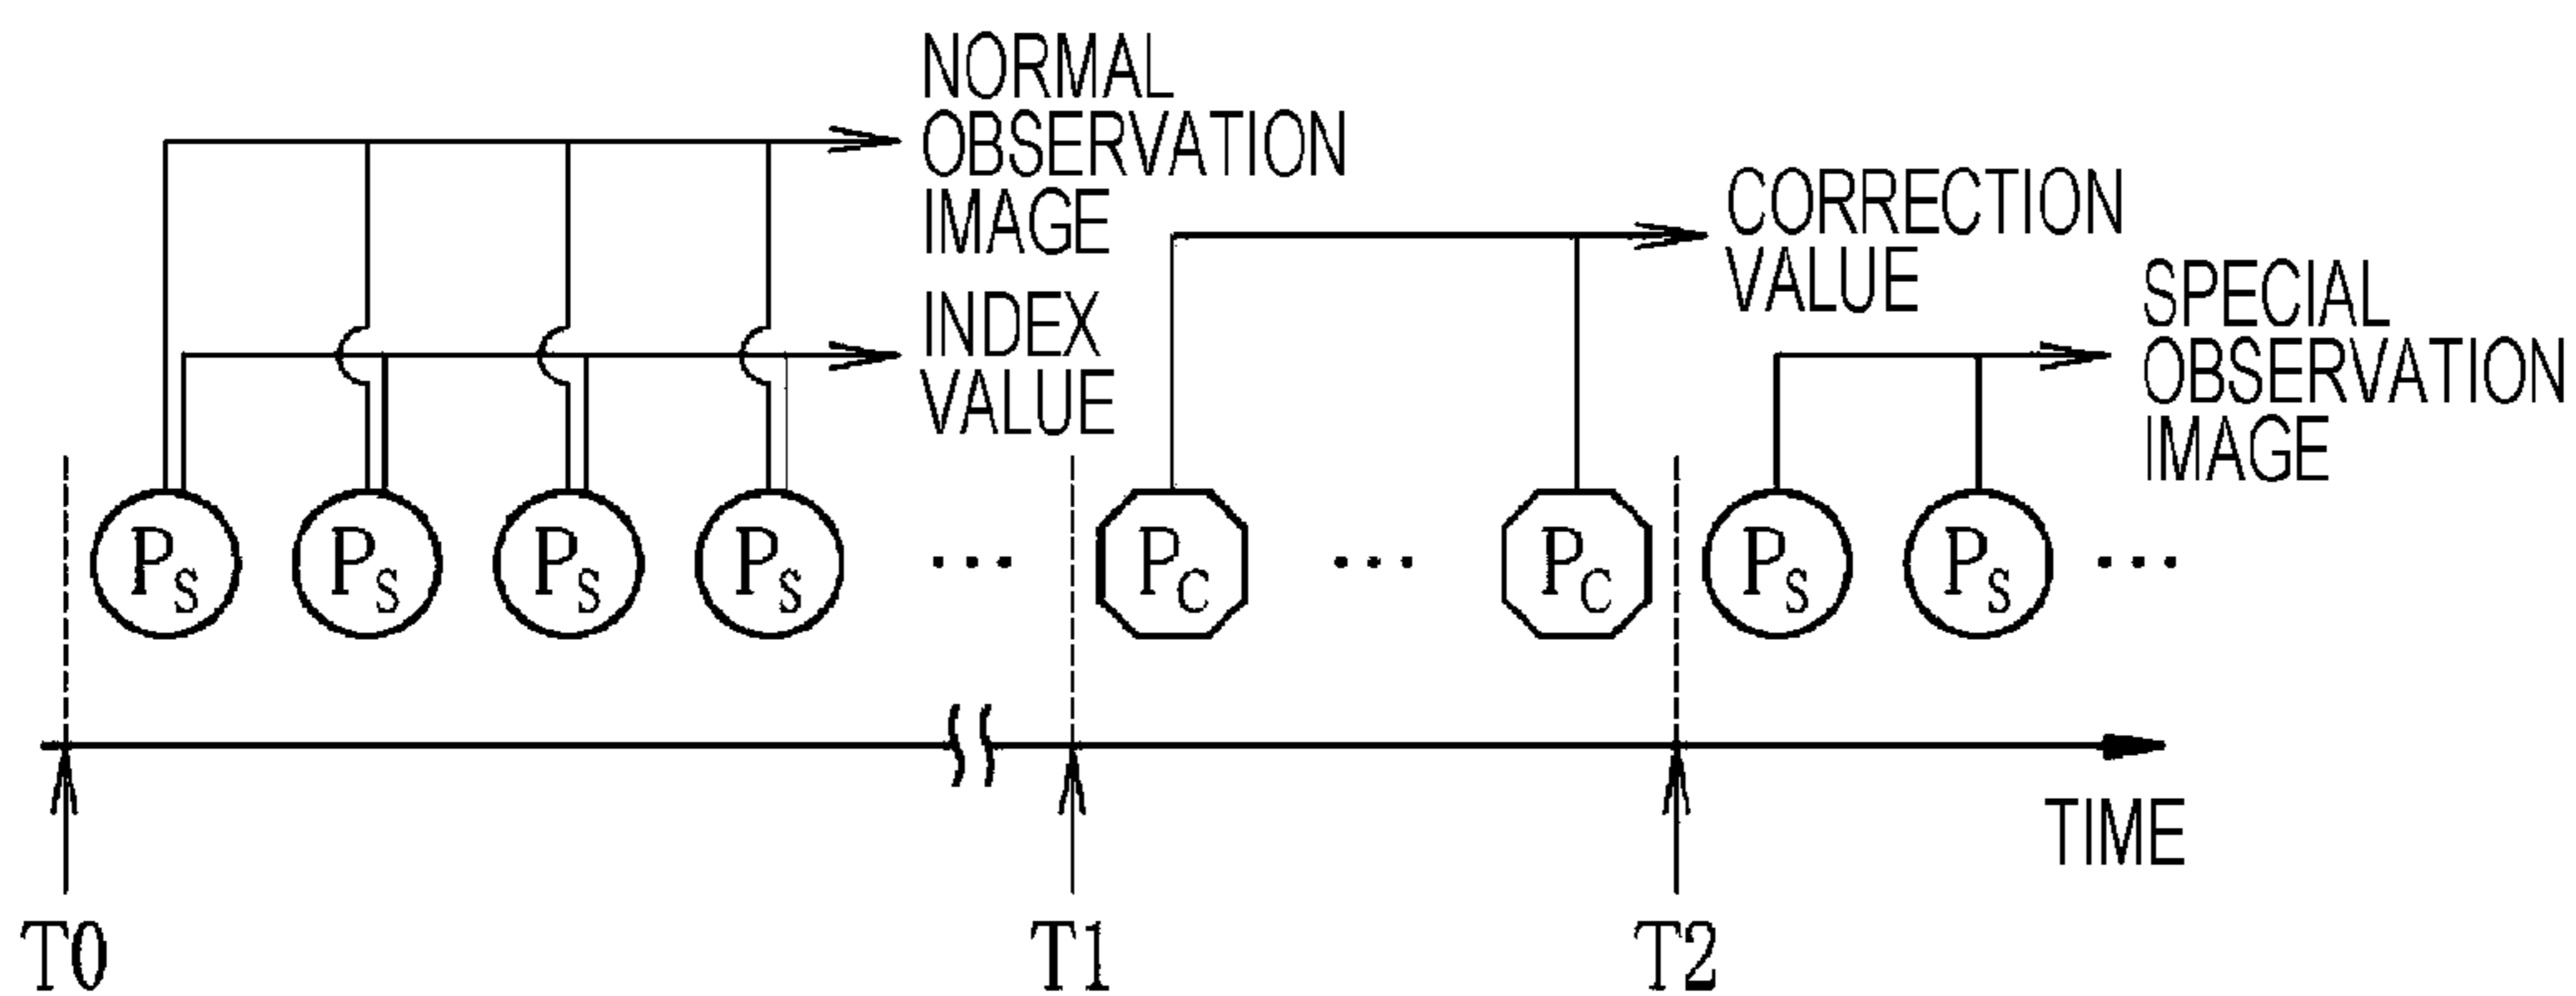 NORMAL
OBSERVATION
IMAGE
INDEX
VALUE
CORRECTION
VALUE
SPECIAL
OBSERVATION
IMAGE
PS PS PS PS ... PC ... PC PS PS ...
TIME
T0 T1 T2